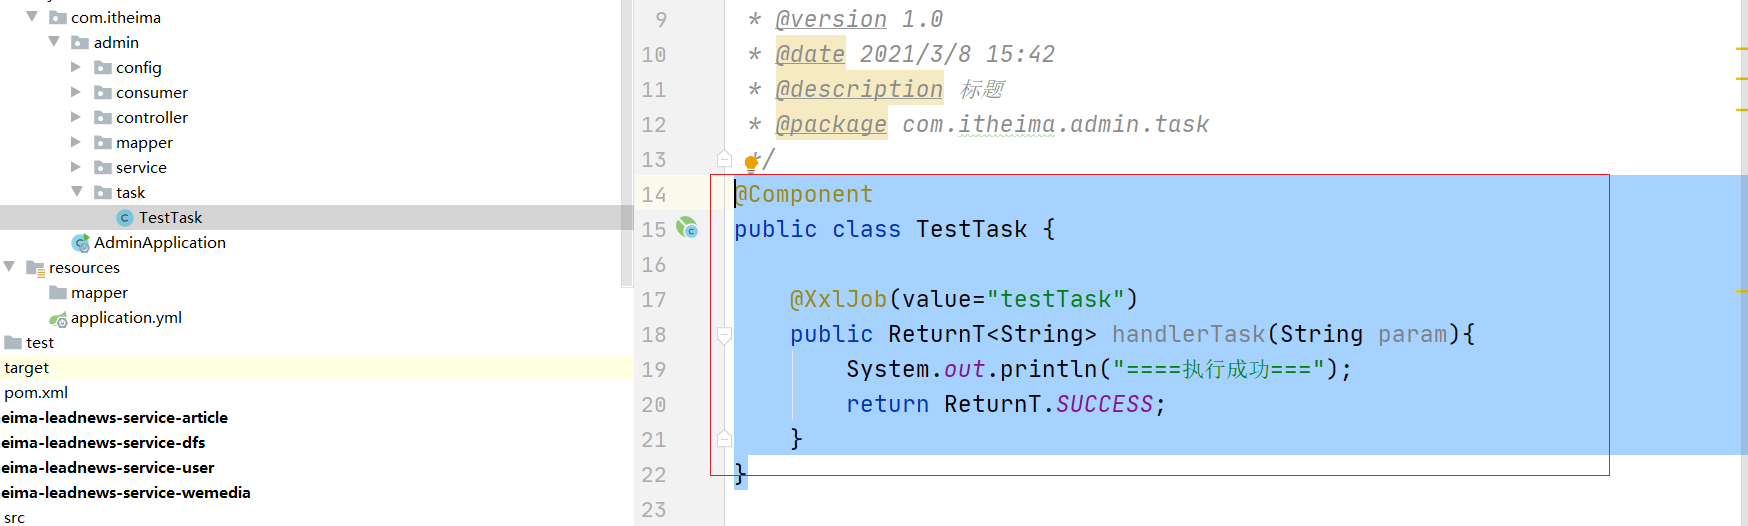 com.itheima
admin
config
consumer
controller
mapper
service
task
TestTask
AdminApplication
resources
mapper
application.yml
test
target
pom.xml
eima-leadnews-service-article
eima-leadnews-service-dfs
eima-leadnews-service-user
eima-leadnews-service-wemedia
src
9 * @version 1.0
10 * @date 2021/3/8 15:42
11 * @description 标题
12 * @package com.itheima.admin.task
13 */
14 @Component
15 public class TestTask {
16
17 @XxlJob(value="testTask")
18 public ReturnT<String> handlerTask(String param){
19 System.out.println("====执行成功===");
20 return ReturnT.SUCCESS;
21 }
22 }
23